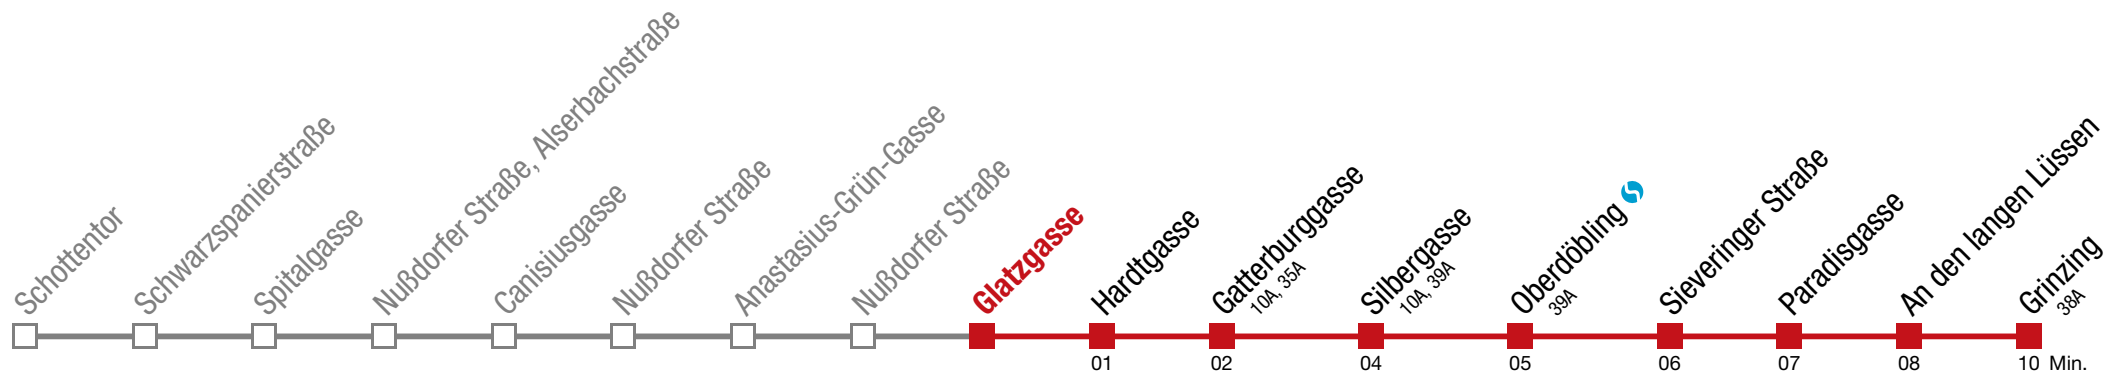 Schottentor
Schwarzspanierstraße
Spitalgasse
Nußdorfer Straße, Alserbachstraße
Canisiusgasse
Nußdorfer Straße
Anastasius-Grün-Gasse
Nußdorfer Straße
Glatzgasse
Hardtgasse
Gatterburggasse
10A, 35A
Silbergasse
10A, 39A
Oberdöbling
39A
Sieveringer Straße
Paradisgasse
An den langen Lüssen
Grinzing
38A
01 02 04 05 06 07 08 10 Min.